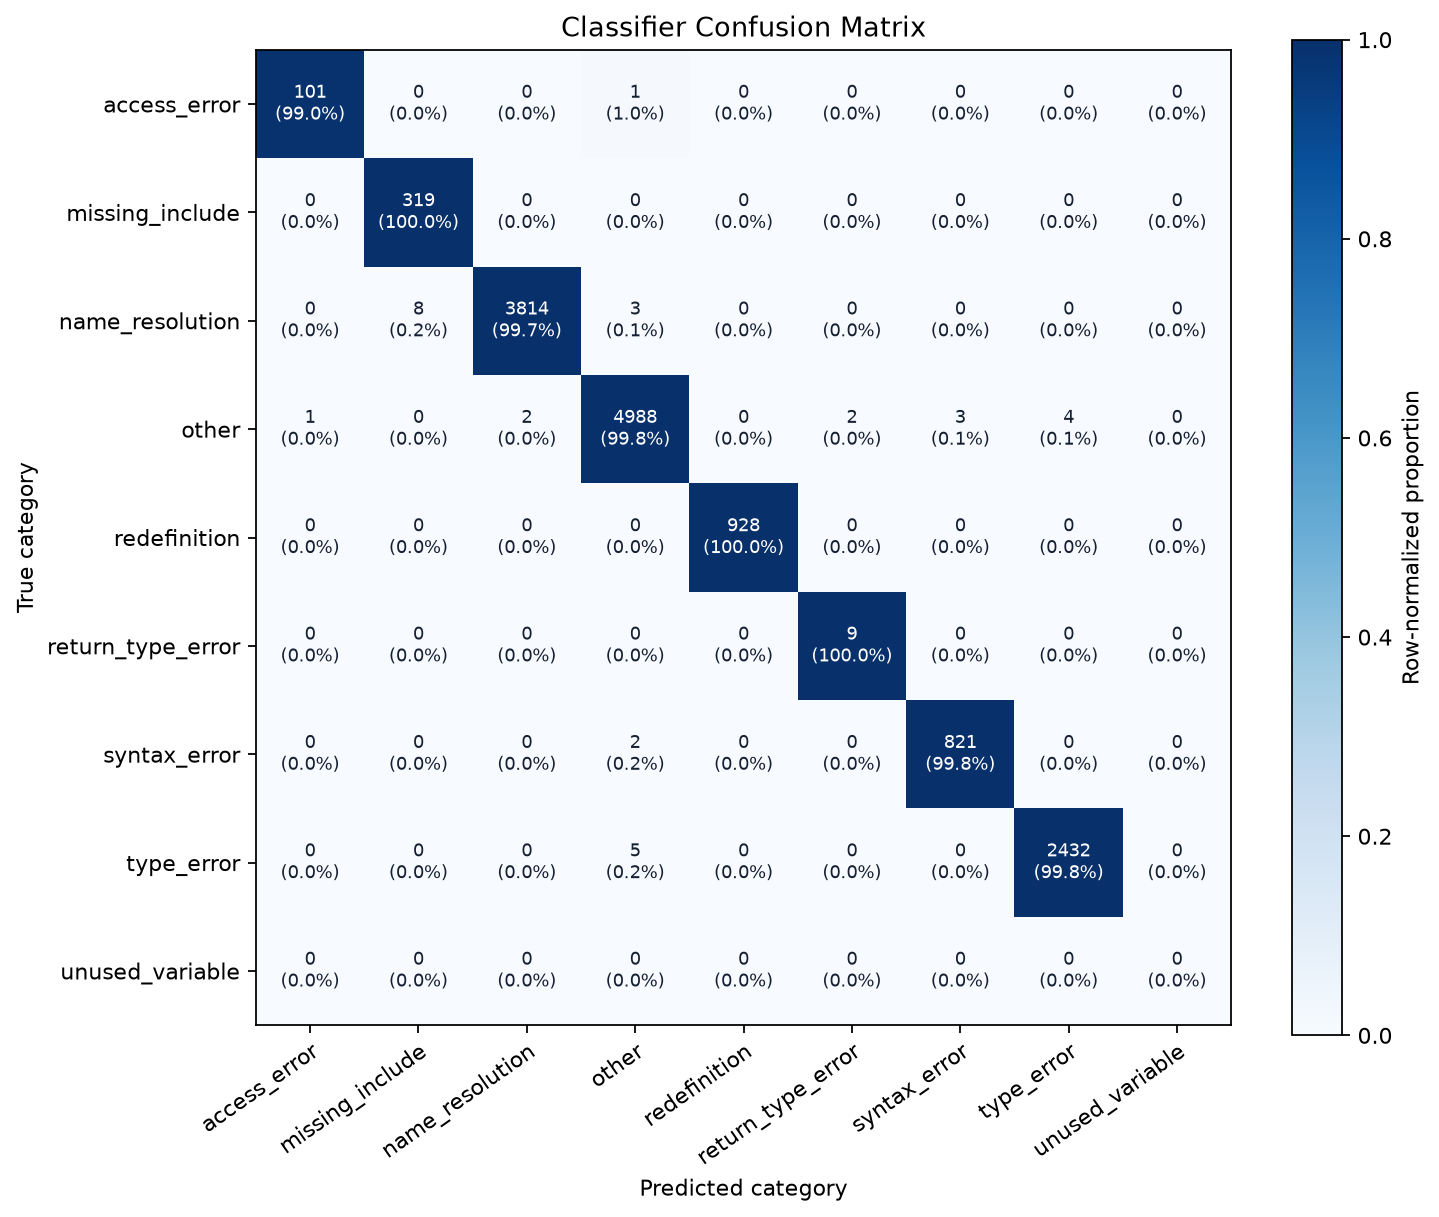 Classifier Confusion Matrix
access_error 101 0 0 1 0 0 0 0 0
(99.0%) (0.0%) (0.0%) (1.0%) (0.0%) (0.0%) (0.0%) (0.0%) (0.0%)
missing_include 0 319 0 0 0 0 0 0 0
(0.0%) (100.0%) (0.0%) (0.0%) (0.0%) (0.0%) (0.0%) (0.0%) (0.0%)
name_resolution 0 8 3814 3 0 0 0 0 0
(0.0%) (0.2%) (99.7%) (0.1%) (0.0%) (0.0%) (0.0%) (0.0%) (0.0%)
other 1 0 2 4988 0 2 3 4 0
(0.0%) (0.0%) (0.0%) (99.8%) (0.0%) (0.0%) (0.1%) (0.1%) (0.0%)
redefinition 0 0 0 0 928 0 0 0 0
(0.0%) (0.0%) (0.0%) (0.0%) (100.0%) (0.0%) (0.0%) (0.0%) (0.0%)
return_type_error 0 0 0 0 0 9 0 0 0
(0.0%) (0.0%) (0.0%) (0.0%) (0.0%) (100.0%) (0.0%) (0.0%) (0.0%)
syntax_error 0 0 0 2 0 0 821 0 0
(0.0%) (0.0%) (0.0%) (0.2%) (0.0%) (0.0%) (99.8%) (0.0%) (0.0%)
type_error 0 0 0 5 0 0 0 2432 0
(0.0%) (0.0%) (0.0%) (0.2%) (0.0%) (0.0%) (0.0%) (99.8%) (0.0%)
unused_variable 0 0 0 0 0 0 0 0 0
(0.0%) (0.0%) (0.0%) (0.0%) (0.0%) (0.0%) (0.0%) (0.0%) (0.0%)
access_error missing_include name_resolution other redefinition return_type_error syntax_error type_error unused_variable
Predicted category
True category
1.0
0.8
0.6
0.4
0.2
0.0
Row-normalized proportion